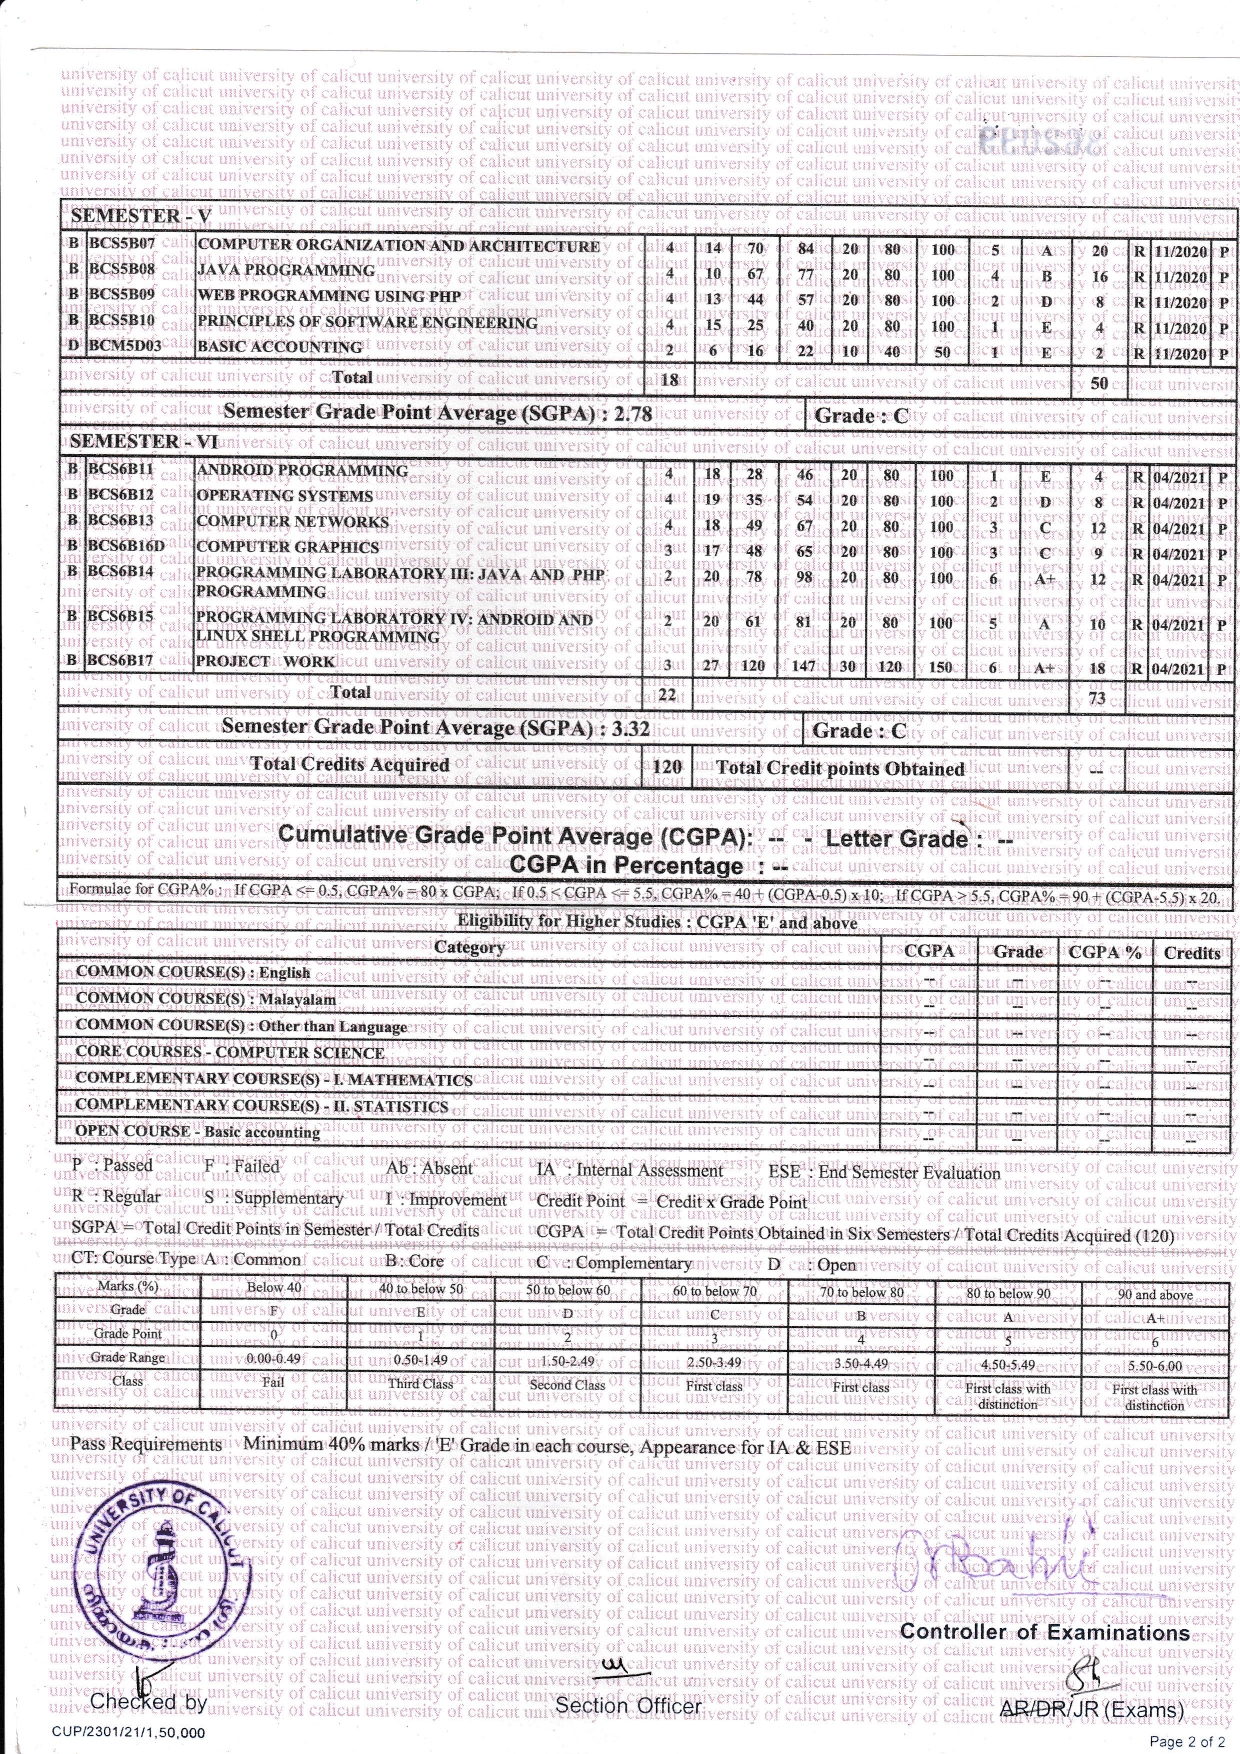 SEMESTER - V
B BCS5B07 COMPUTER ORGANIZATION AND ARCHITECTURE 4 14 70 84 20 80 100 5 A 20 R 11/2020 P
B BCS5B08 JAVA PROGRAMMING 4 10 67 77 20 80 100 4 B 16 R 11/2020 P
B BCS5B09 WEB PROGRAMMING USING PHP 4 13 44 57 20 80 100 2 D 8 R 11/2020 P
B BCS5B10 PRINCIPLES OF SOFTWARE ENGINEERING 4 15 25 40 20 80 100 1 E 4 R 11/2020 P
D BCM5D03 BASIC ACCOUNTING 2 6 16 22 10 40 50 1 E 2 R 11/2020 P
Total 18 50
Semester Grade Point Average (SGPA) : 2.78 Grade : C
SEMESTER - VI
B BCS6B11 ANDROID PROGRAMMING 4 18 28 46 20 80 100 1 E 4 R 04/2021 P
B BCS6B12 OPERATING SYSTEMS 4 19 35 54 20 80 100 2 D 8 R 04/2021 P
B BCS6B13 COMPUTER NETWORKS 4 18 49 67 20 80 100 3 C 12 R 04/2021 P
B BCS6B16D COMPUTER GRAPHICS 3 17 48 65 20 80 100 3 C 9 R 04/2021 P
B BCS6B14 PROGRAMMING LABORATORY III: JAVA AND PHP 2 20 78 98 20 80 100 6 A+ 12 R 04/2021 P
PROGRAMMING
B BCS6B15 PROGRAMMING LABORATORY IV: ANDROID AND 2 20 61 81 20 80 100 5 A 10 R 04/2021 P
LINUX SHELL PROGRAMMING
B BCS6B17 PROJECT WORK 3 27 120 147 30 120 150 6 A+ 18 R 04/2021 P
Total 22 73
Semester Grade Point Average (SGPA) : 3.32 Grade : C
Total Credits Acquired 120 Total Credit points Obtained --
Cumulative Grade Point Average (CGPA): -- - Letter Grade : --
CGPA in Percentage : --
Formulae for CGPA% : If CGPA <= 0.5, CGPA% = 80 x CGPA; If 0.5 < CGPA <= 5.5, CGPA% = 40 + (CGPA-0.5) x 10; If CGPA > 5.5, CGPA% = 90 + (CGPA-5.5) x 20.
Eligibility for Higher Studies : CGPA 'E' and above
Category CGPA Grade CGPA % Credits
COMMON COURSE(S) : English -- -- -- --
COMMON COURSE(S) : Malayalam -- -- -- --
COMMON COURSE(S) : Other than Language -- -- -- --
CORE COURSES - COMPUTER SCIENCE -- -- -- --
COMPLEMENTARY COURSE(S) - I. MATHEMATICS -- -- -- --
COMPLEMENTARY COURSE(S) - II. STATISTICS -- -- -- --
OPEN COURSE - Basic accounting -- -- -- --
P : Passed F : Failed Ab : Absent IA : Internal Assessment ESE : End Semester Evaluation
R : Regular S : Supplementary I : Improvement Credit Point = Credit x Grade Point
SGPA = Total Credit Points in Semester / Total Credits CGPA = Total Credit Points Obtained in Six Semesters / Total Credits Acquired (120)
CT: Course Type A : Common B : Core C : Complementary D : Open
Marks (%) Below 40 40 to below 50 50 to below 60 60 to below 70 70 to below 80 80 to below 90 90 and above
Grade F E D C B A A+
Grade Point 0 1 2 3 4 5 6
Grade Range 0.00-0.49 0.50-1.49 1.50-2.49 2.50-3.49 3.50-4.49 4.50-5.49 5.50-6.00
Class Fail Third Class Second Class First class First class First class with distinction First class with distinction
Pass Requirements Minimum 40% marks / 'E' Grade in each course, Appearance for IA & ESE
UNIVERSITY OF CALICUT
Controller of Examinations
Checked by Section Officer AR/DR/JR (Exams)
CUP/2301/21/1,50,000
Page 2 of 2